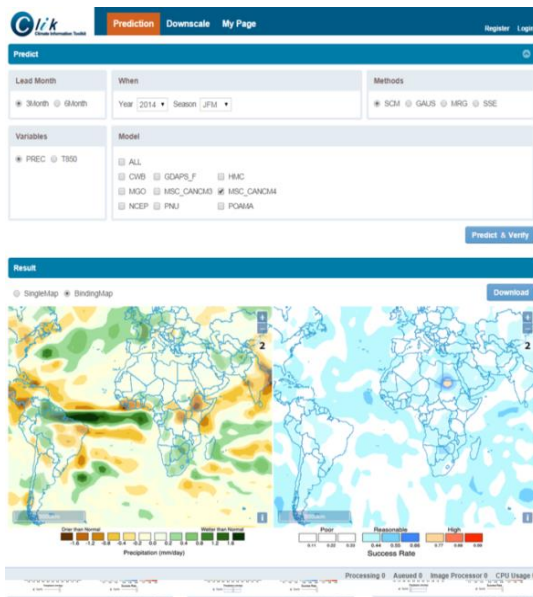 Clik
Climate Information Toolkit
Prediction Downscale My Page
Register Login
Predict
Lead Month
3Month 6Month
When
Year 2014 Season JFM
Methods
SCM GAUS MRG SSE
Variables
PREC T850
Model
ALL
CWB GDAPS_F HMC
MGO MSC_CANCM3 MSC_CANCM4
NCEP PNU POAMA
Predict & Verify
Result
SingleMap BindingMap
Download
2
2
Drier than Normal Wetter than Normal
-1.6 -1.2 -0.8 -0.4 -0.2 0.0 0.2 0.4 0.8 1.2 1.6
Precipitation (mm/day)
Poor Reasonable High
0.11 0.22 0.33 0.44 0.55 0.66 0.77 0.88 0.99
Success Rate
Processing 0 Aueued 0 Image Processor 0 CPU Usage